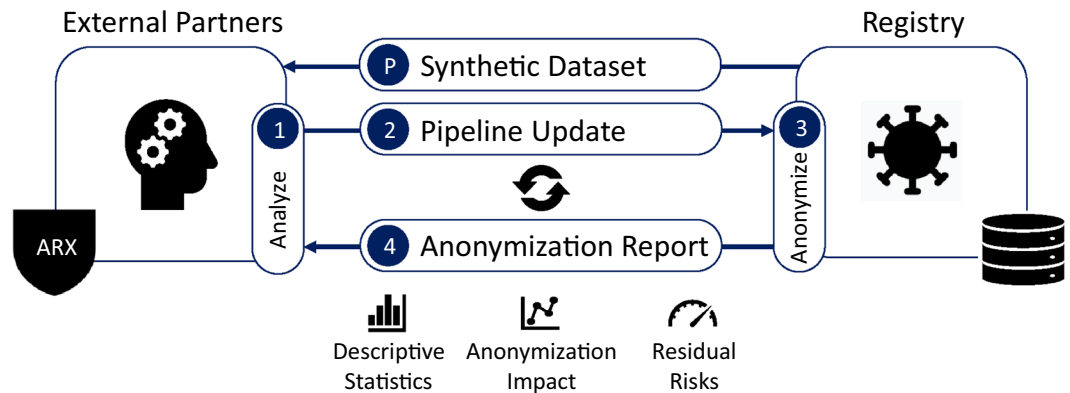 External Partners
Registry
P Synthetic Dataset
1
2 Pipeline Update
3
Analyze
Anonymize
ARX
4 Anonymization Report
Descriptive
Statistics
Anonymization
Impact
Residual
Risks